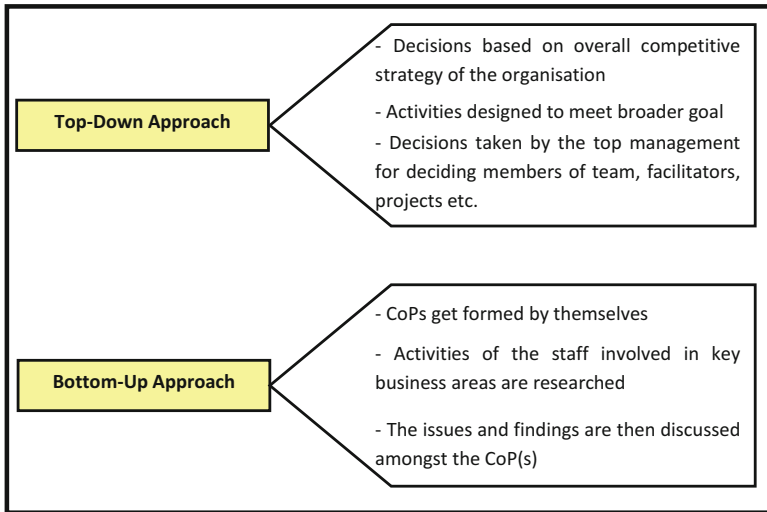 Top-Down Approach
- Decisions based on overall competitive
strategy of the organisation
- Activities designed to meet broader goal
- Decisions taken by the top management
for deciding members of team, facilitators,
projects etc.
Bottom-Up Approach
- CoPs get formed by themselves
- Activities of the staff involved in key
business areas are researched
- The issues and findings are then discussed
amongst the CoP(s)